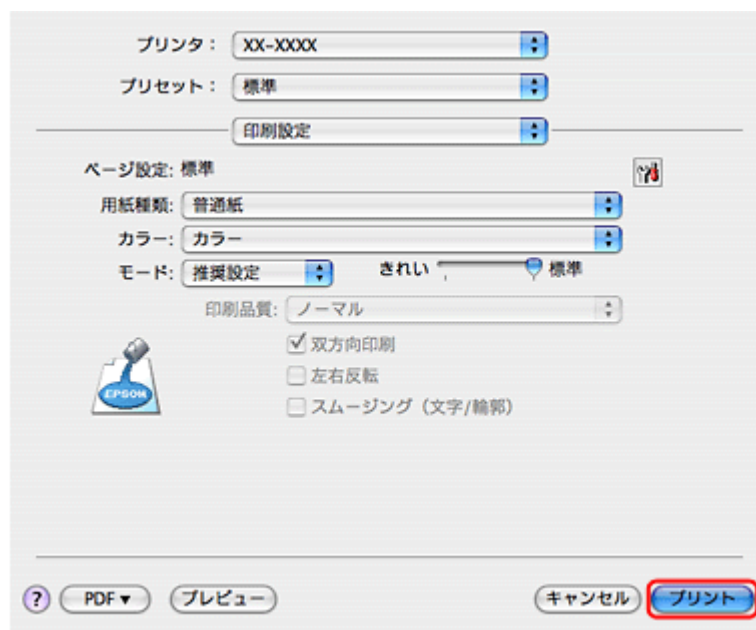 プリンタ： XX-XXXX
プリセット： 標準
印刷設定
ページ設定: 標準
用紙種類: 普通紙
カラー: カラー
モード: 推奨設定 きれい 標準
印刷品質: ノーマル
双方向印刷
左右反転
スムージング（文字/輪郭）
EPSON
? PDF▼ プレビュー キャンセル プリント